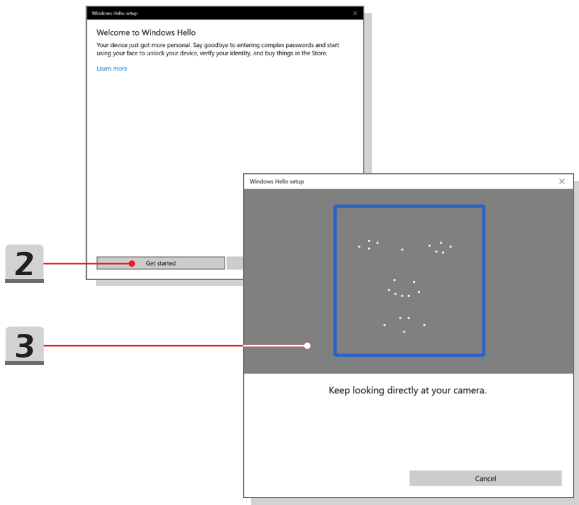 Windows Hello setup
Welcome to Windows Hello
Your device just got more personal. Say goodbye to entering complex passwords and start
using your face to unlock your device, verify your identity, and buy things in the Store.
Learn more
2
Get started
Windows Hello setup
3
Keep looking directly at your camera.
Cancel